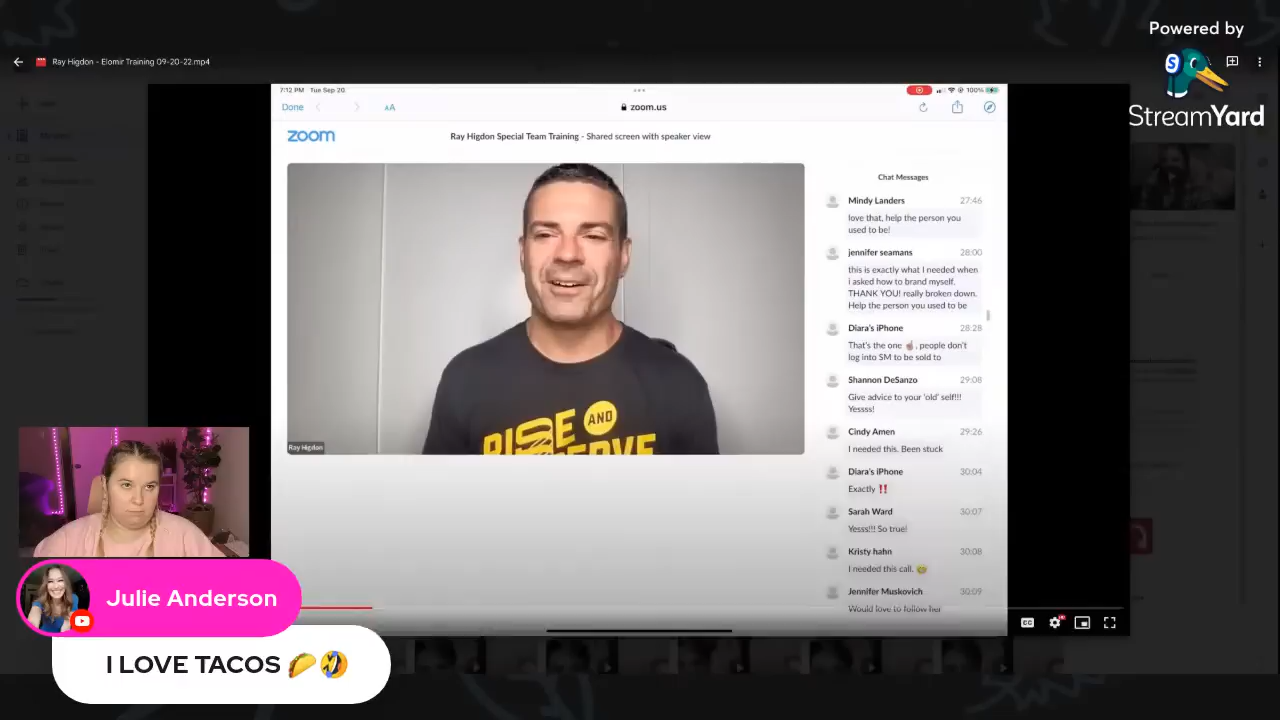 Powered by
StreamYard
Ray Higdon - Elomir Training 09-20-22.mp4
7:12 PM Tue Sep 20
100%
Done
AA
zoom.us
zoom
Ray Higdon Special Team Training - Shared screen with speaker view
Chat Messages
Mindy Landers 27:46
love that, help the person you
used to be!
jennifer seamans 28:00
this is exactly what I needed when
I asked how to brand myself.
THANK YOU! really broken down.
Help the person you used to be
Diara's iPhone 28:28
That's the one ☝🏽, people don't
log into SM to be sold to
Shannon DeSanzo 29:08
Give advice to your 'old' self!!!
Yessss!
Cindy Amen 29:26
I needed this. Been stuck
Diara's iPhone 30:04
Exactly ‼️
Sarah Ward 30:07
Yesss!!! So true!
Kristy hahn 30:08
I needed this call.
Jennifer Muskovich 30:09
Would love to follow her
RISE AND
SERVE
Ray Higdon
CC
Julie Anderson
I LOVE TACOS 🌮🤣